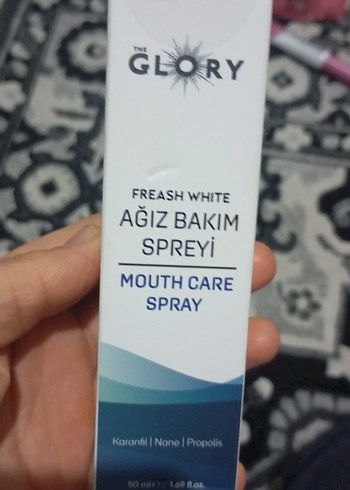 THE
GLORY
FREASH WHITE
AĞIZ BAKIM
SPREYİ
MOUTH CARE
SPRAY
Karanfil | Nane | Propolis
50 ml e / 1.69 fl.oz.